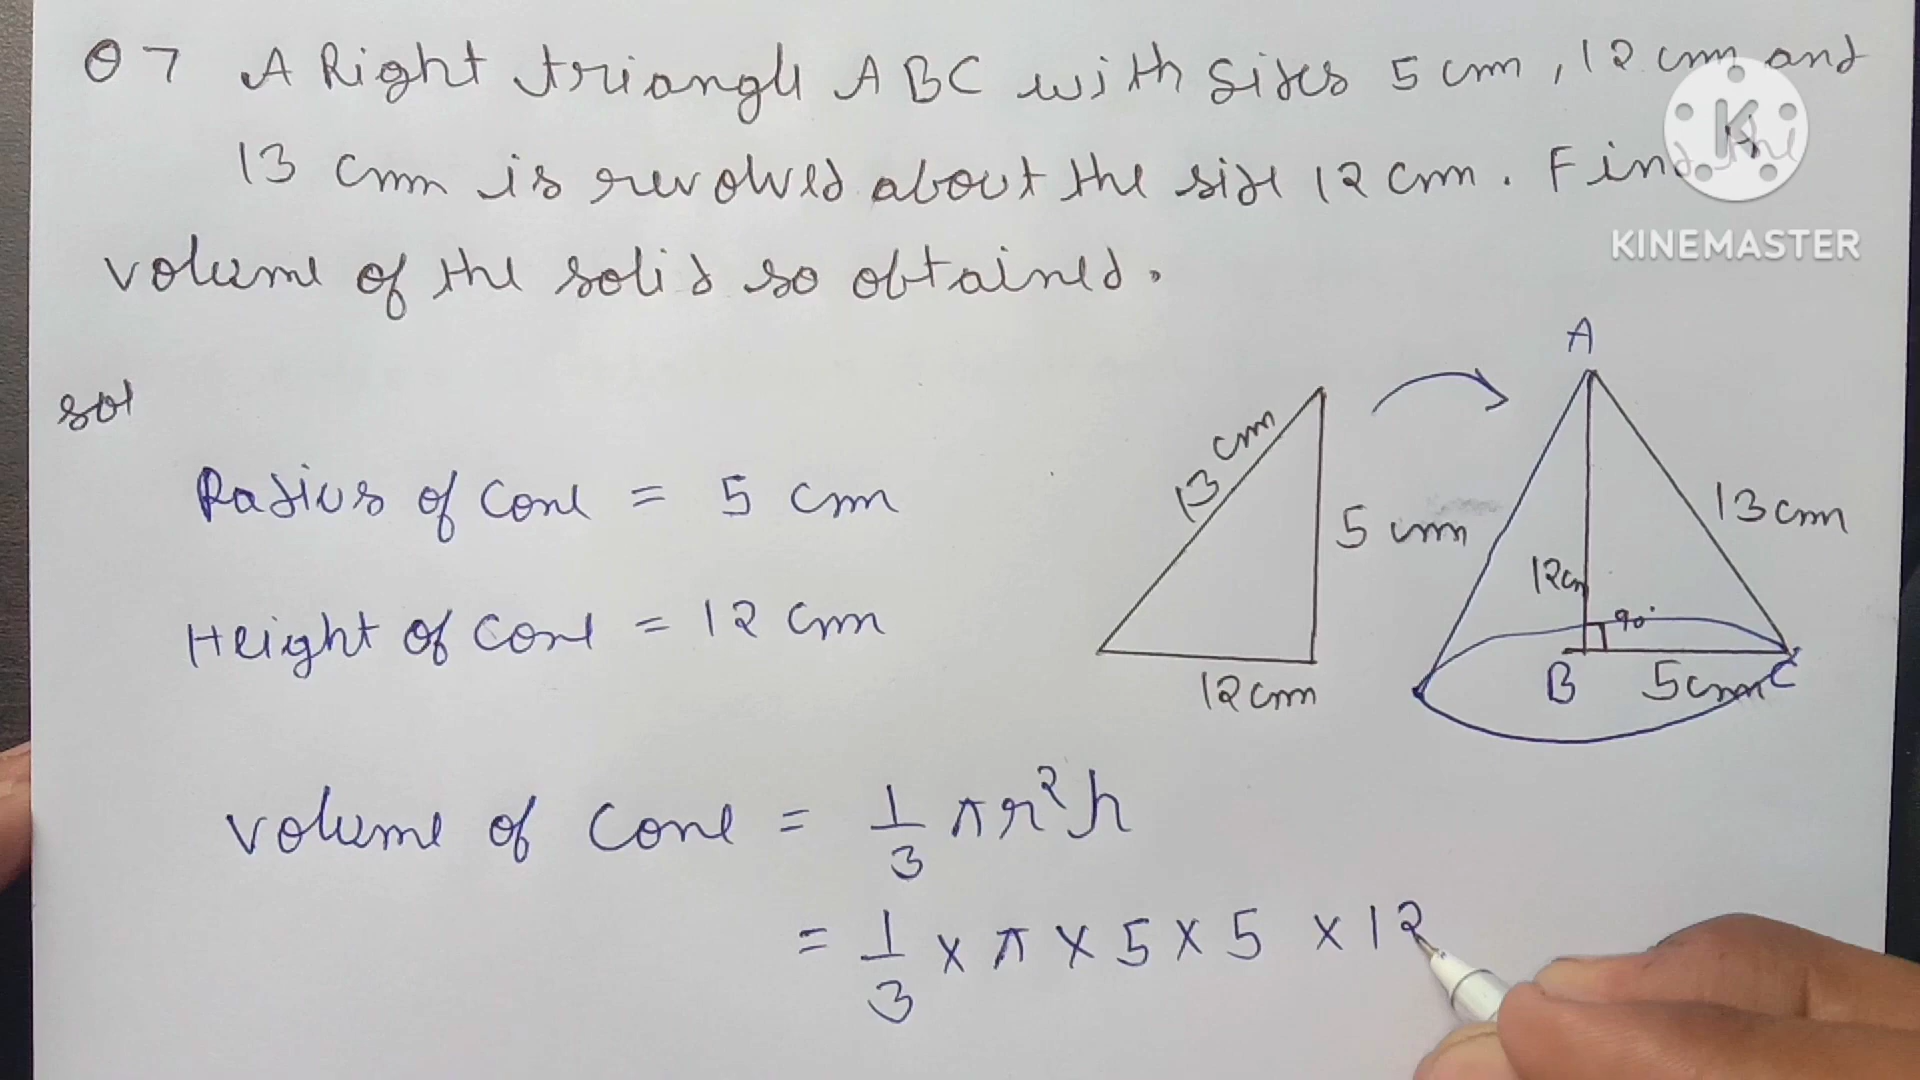 Q 7 A Right triangle ABC with sides 5 cm, 12 cm and
13 cm is revolved about the side 12 cm. Find the
volume of the solid so obtained.
KINEMASTER
sol
A
13 cm
5 cm
12 cm
13 cm
12 cm
90°
B
5 cm
C
Radius of Cone = 5 cm
Height of Cone = 12 cm
Volume of Cone = 1/3 πr²h
= 1/3 × π × 5 × 5 × 12